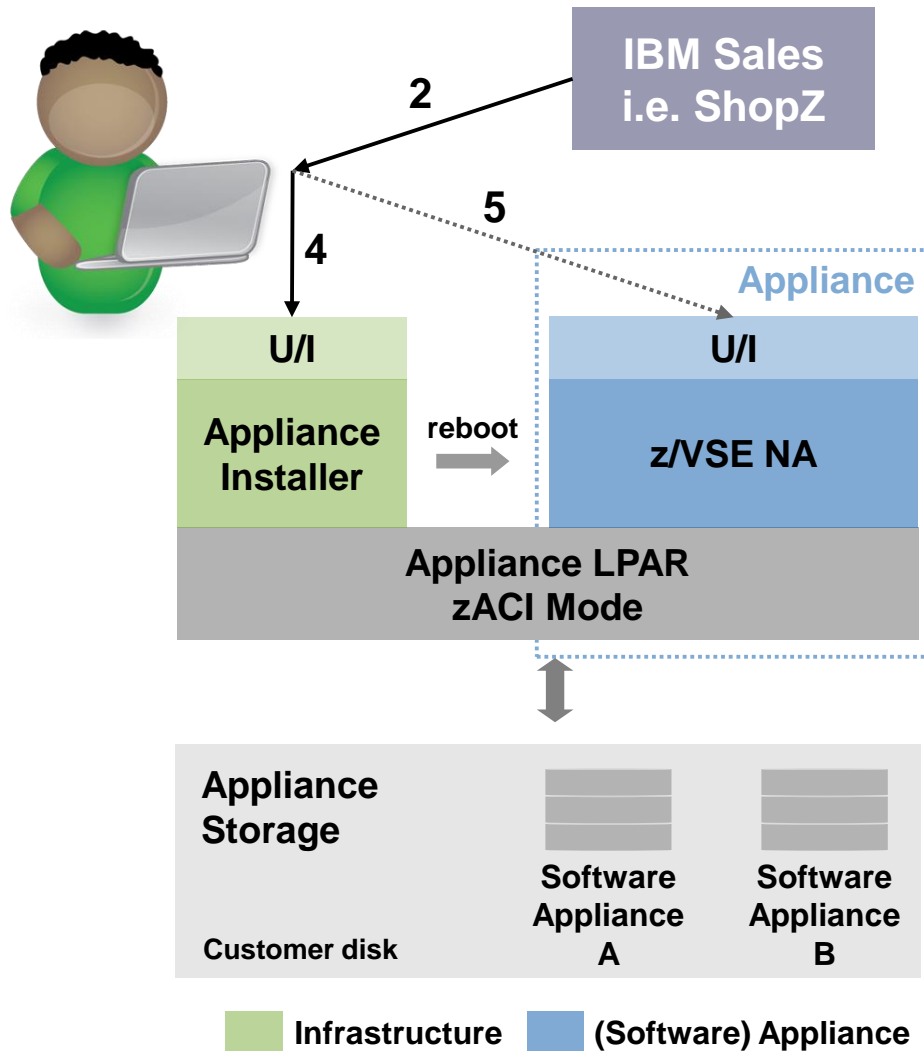 IBM Sales
i.e. ShopZ
2
5
4
Appliance
U/I
U/I
Appliance
Installer
reboot
z/VSE NA
Appliance LPAR
zACI Mode
Appliance
Storage
Software
Appliance
A
Software
Appliance
B
Customer disk
Infrastructure
(Software) Appliance